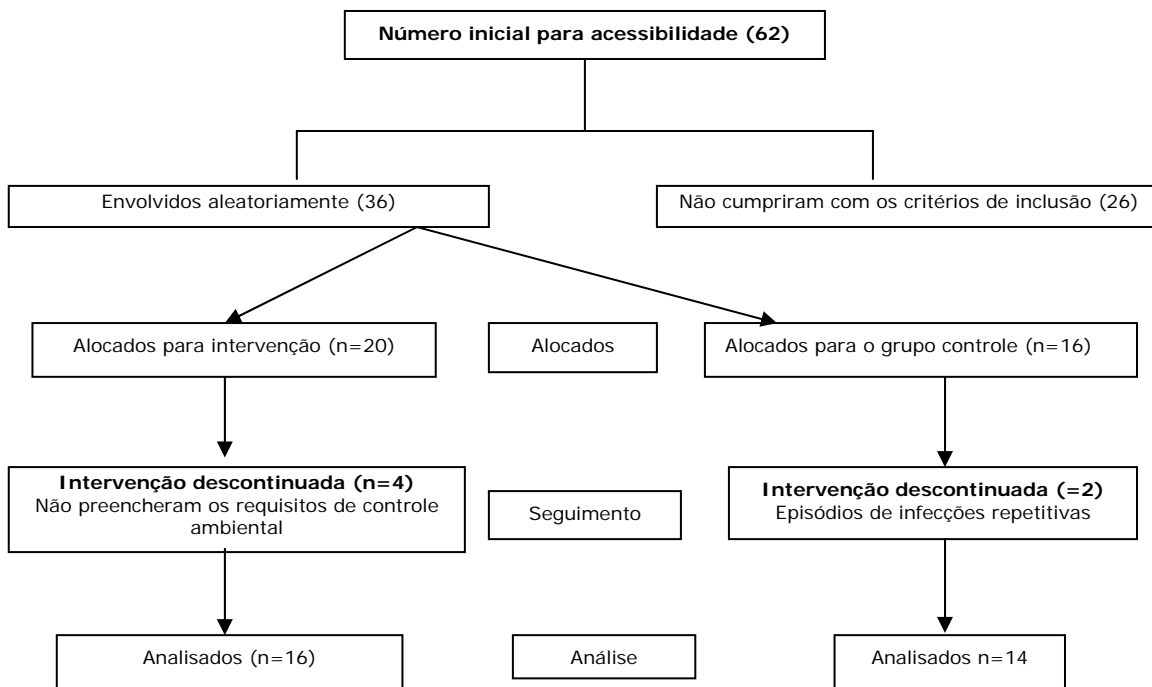 Número inicial para acessibilidade (62)
Envolvidos aleatoriamente (36)
Não cumpriram com os critérios de inclusão (26)
Alocados para intervenção (n=20)
Alocados
Alocados para o grupo controle (n=16)
Intervenção descontinuada (n=4)
Não preencheram os requisitos de controle
ambiental
Seguimento
Intervenção descontinuada (=2)
Episódios de infecções repetitivas
Analisados (n=16)
Análise
Analisados n=14